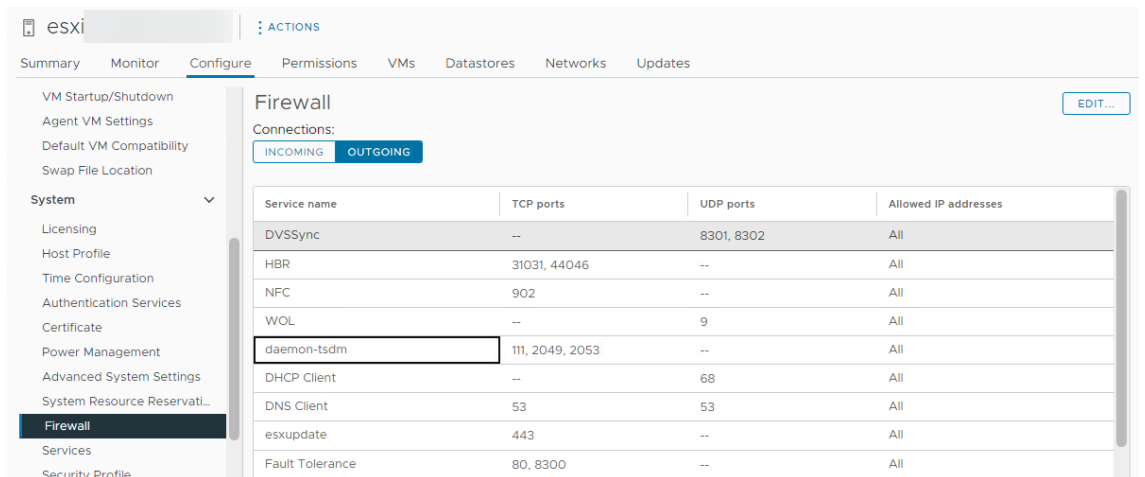 esxi ACTIONS
Summary Monitor Configure Permissions VMs Datastores Networks Updates
VM Startup/Shutdown
Agent VM Settings
Default VM Compatibility
Swap File Location
System
Licensing
Host Profile
Time Configuration
Authentication Services
Certificate
Power Management
Advanced System Settings
System Resource Reservati...
Firewall
Services
Security Profile
Firewall EDIT...
Connections:
INCOMING OUTGOING
Service name TCP ports UDP ports Allowed IP addresses
DVSSync -- 8301, 8302 All
HBR 31031, 44046 -- All
NFC 902 -- All
WOL -- 9 All
daemon-tsdm 111, 2049, 2053 -- All
DHCP Client -- 68 All
DNS Client 53 53 All
esxupdate 443 -- All
Fault Tolerance 80, 8300 -- All